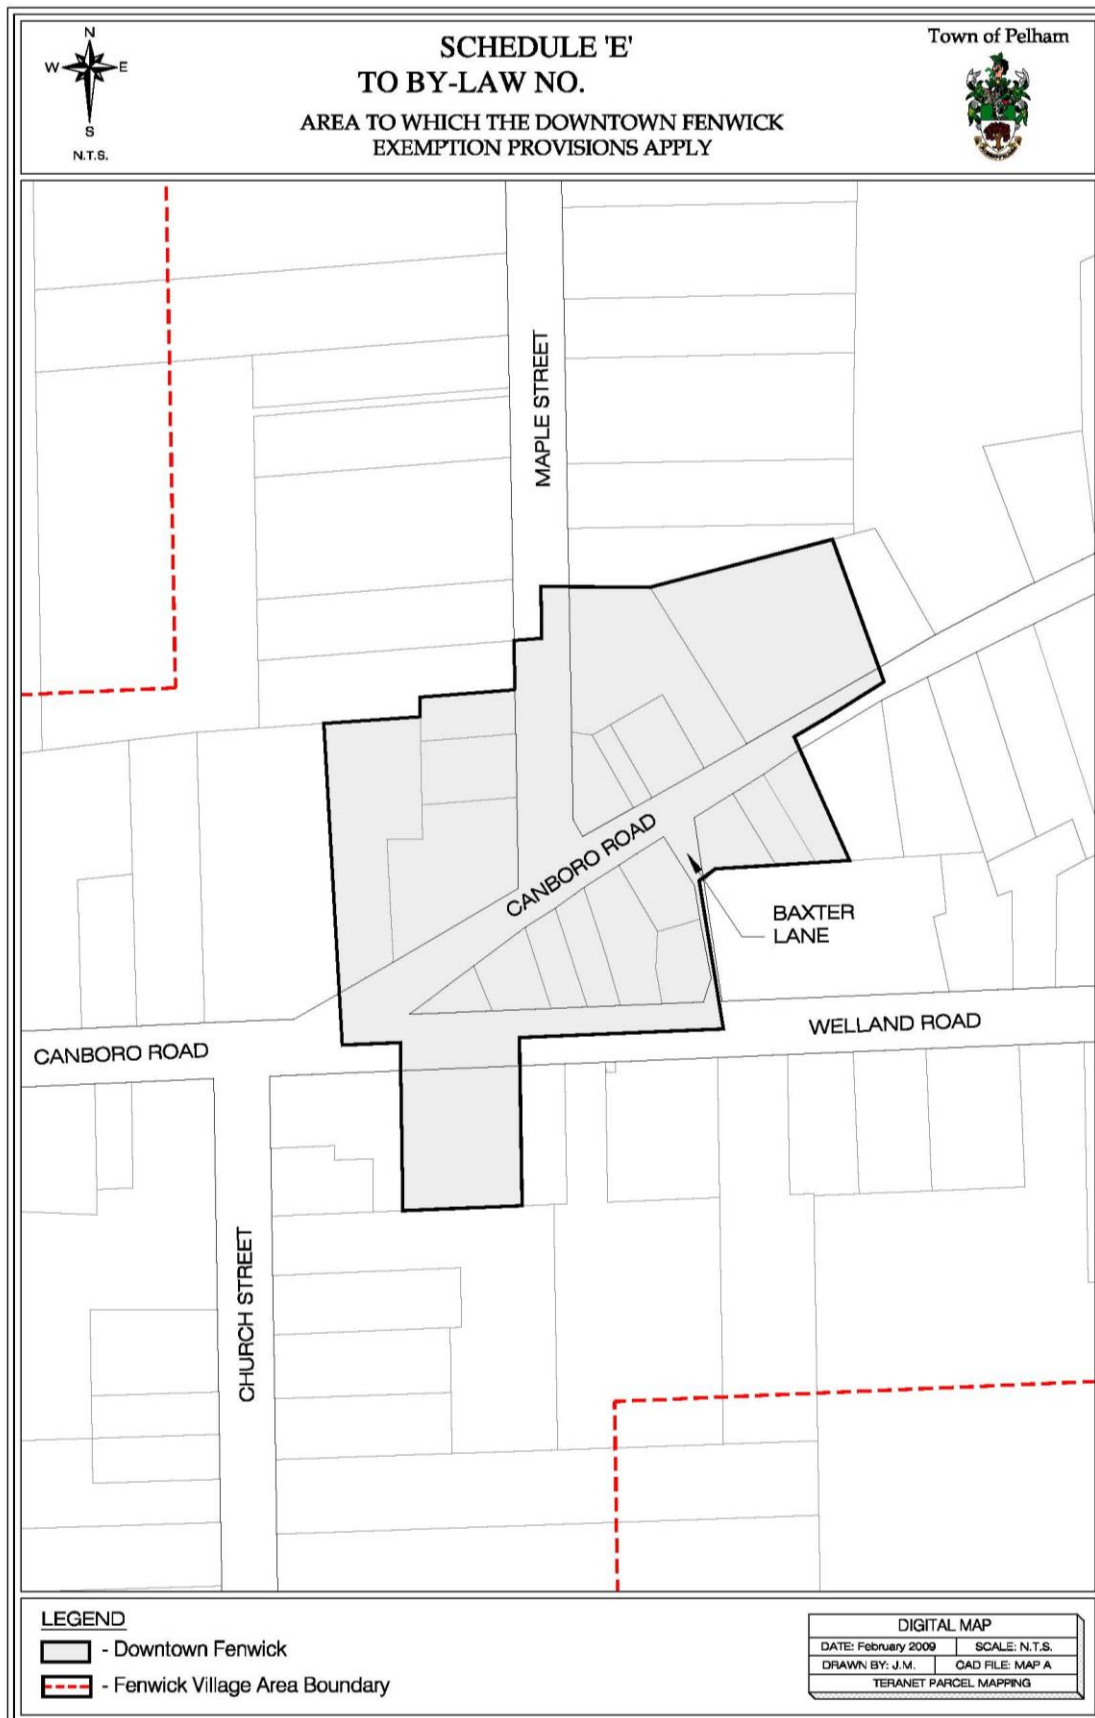 N
W E
S
N.T.S.
SCHEDULE 'E'
TO BY-LAW NO.
AREA TO WHICH THE DOWNTOWN FENWICK
EXEMPTION PROVISIONS APPLY
Town of Pelham
MAPLE STREET
CANBORO ROAD
BAXTER
LANE
WELLAND ROAD
CANBORO ROAD
CHURCH STREET
LEGEND
- Downtown Fenwick
- Fenwick Village Area Boundary
DIGITAL MAP
DATE: February 2009 SCALE: N.T.S.
DRAWN BY: J.M. CAD FILE: MAP A
TERANET PARCEL MAPPING